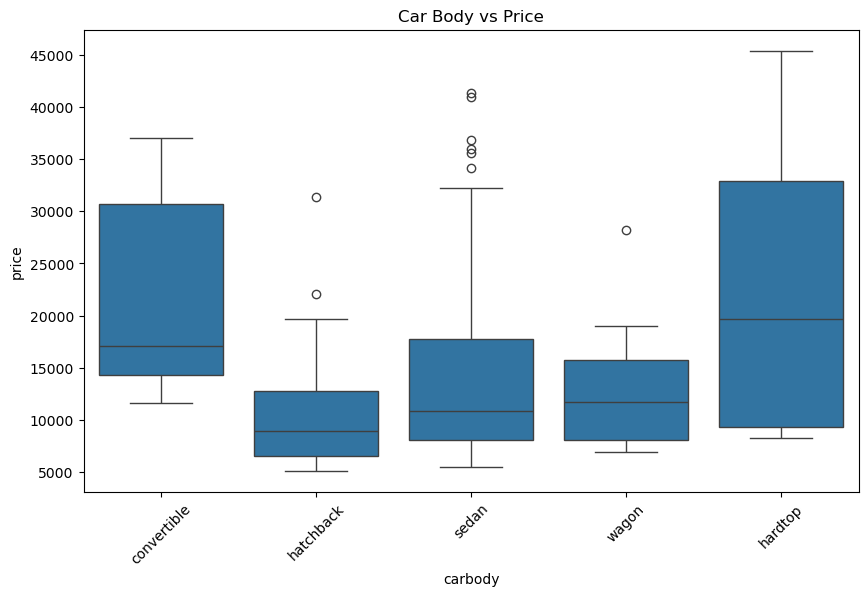 Car Body vs Price
45000
40000
35000
30000
25000
20000
15000
10000
5000
price
convertible
hatchback
sedan
wagon
hardtop
carbody